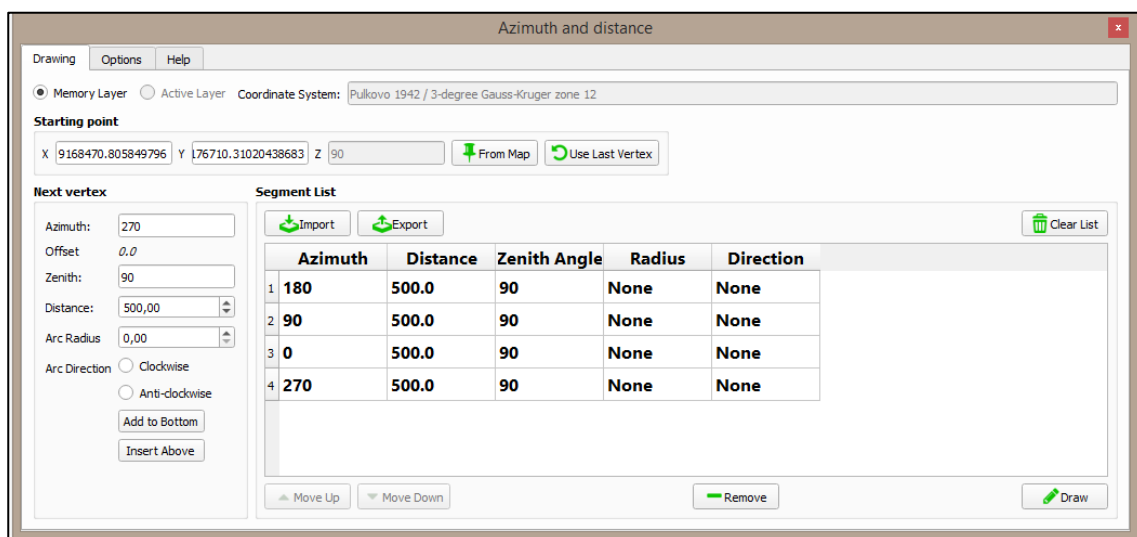 Azimuth and distance
x
Drawing Options Help
Memory Layer Active Layer Coordinate System: Pulkovo 1942 / 3-degree Gauss-Kruger zone 12
Starting point
X 9168470.805849796 Y 176710.31020438683 Z 90 From Map Use Last Vertex
Next vertex
Azimuth: 270
Offset 0.0
Zenith: 90
Distance: 500,00
Arc Radius 0,00
Arc Direction Clockwise
Anti-clockwise
Add to Bottom
Insert Above
Segment List
Import Export Clear List
Azimuth Distance Zenith Angle Radius Direction
1 180 500.0 90 None None
2 90 500.0 90 None None
3 0 500.0 90 None None
4 270 500.0 90 None None
Move Up Move Down Remove Draw